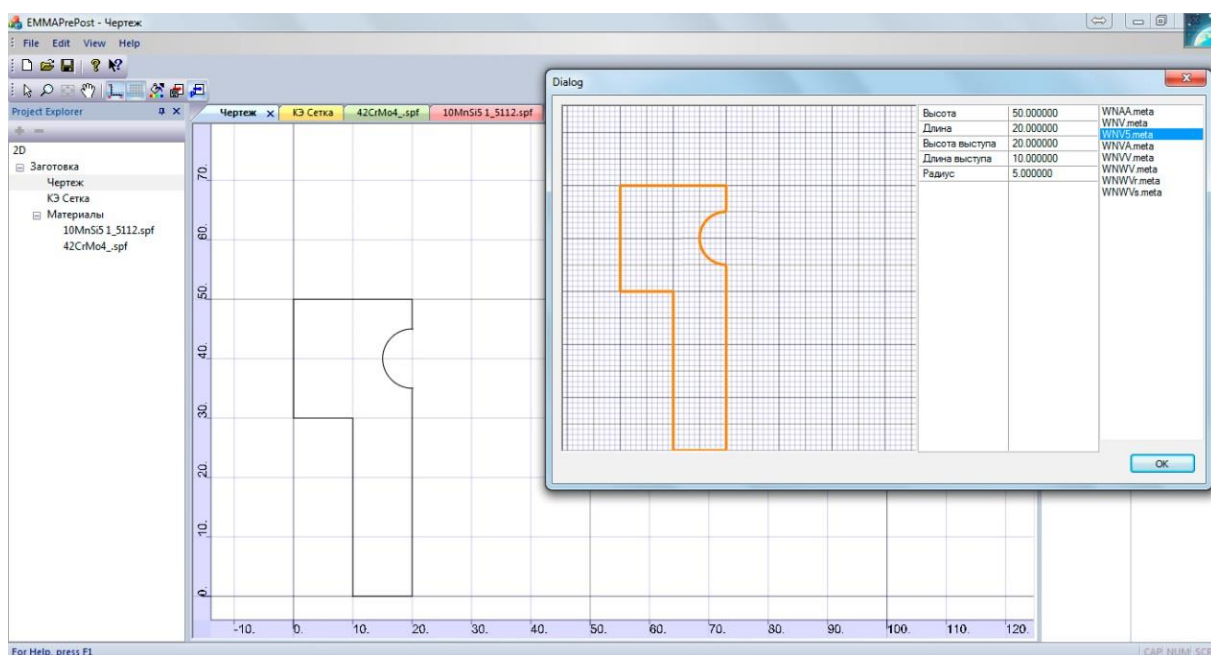 EMMAPrePost - Чертеж
File Edit View Help
Project Explorer
2D
Заготовка
Чертеж
КЭ Сетка
Материалы
10MnSi5 1_5112.spf
42CrMo4_.spf
Чертеж x КЭ Сетка 42CrMo4_.spf 10MnSi5 1_5112.spf
70.
60.
50.
40.
30.
20.
10.
0.
-10. 0. 10. 20. 30. 40. 50. 60. 70. 80. 90. 100. 110. 120.
Dialog
Высота 50.000000
Длина 20.000000
Высота выступа 20.000000
Длина выступа 10.000000
Радиус 5.000000
WNAA.meta
WNV.meta
WNV5.meta
WNVA.meta
WNVV.meta
WNWV.meta
WNWVr.meta
WNWVs.meta
OK
For Help, press F1
CAP NUM SCR